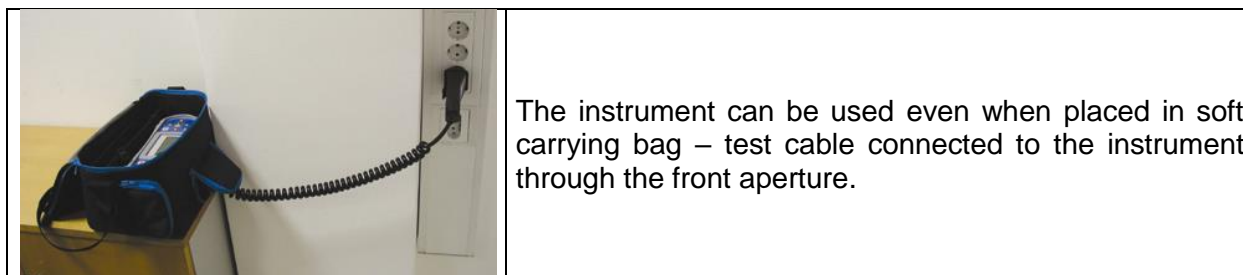 The instrument can be used even when placed in soft
carrying bag – test cable connected to the instrument
through the front aperture.